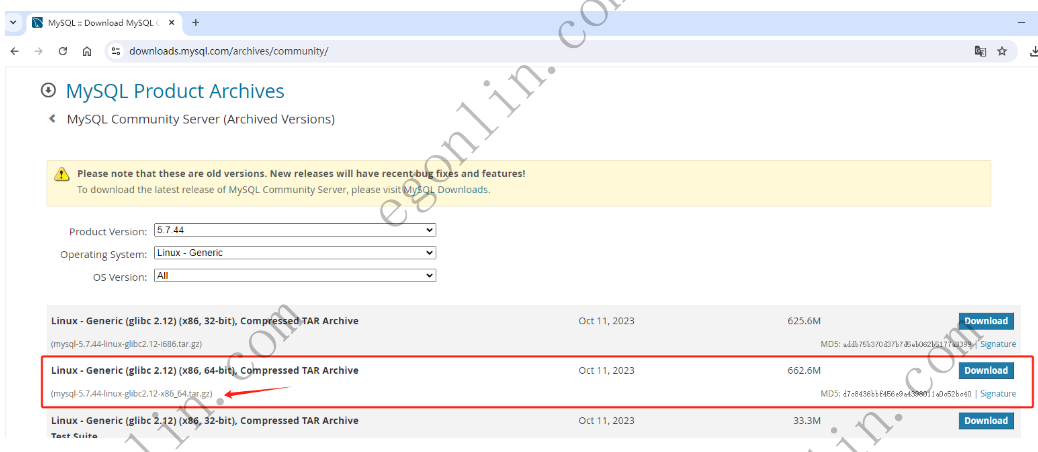 MySQL :: Download MySQL C
downloads.mysql.com/archives/community/
MySQL Product Archives
MySQL Community Server (Archived Versions)
Please note that these are old versions. New releases will have recent bug fixes and features!
To download the latest release of MySQL Community Server, please visit MySQL Downloads.
Product Version: 5.7.44
Operating System: Linux - Generic
OS Version: All
Linux - Generic (glibc 2.12) (x86, 32-bit), Compressed TAR Archive Oct 11, 2023 625.6M Download
(mysql-5.7.44-linux-glibc2.12-i686.tar.gz) MD5: | Signature
Linux - Generic (glibc 2.12) (x86, 64-bit), Compressed TAR Archive Oct 11, 2023 662.6M Download
(mysql-5.7.44-linux-glibc2.12-x86_64.tar.gz) MD5: | Signature
Linux - Generic (glibc 2.12) (x86, 32-bit), Compressed TAR Archive Oct 11, 2023 33.3M Download
Test Suite
egonlin.com